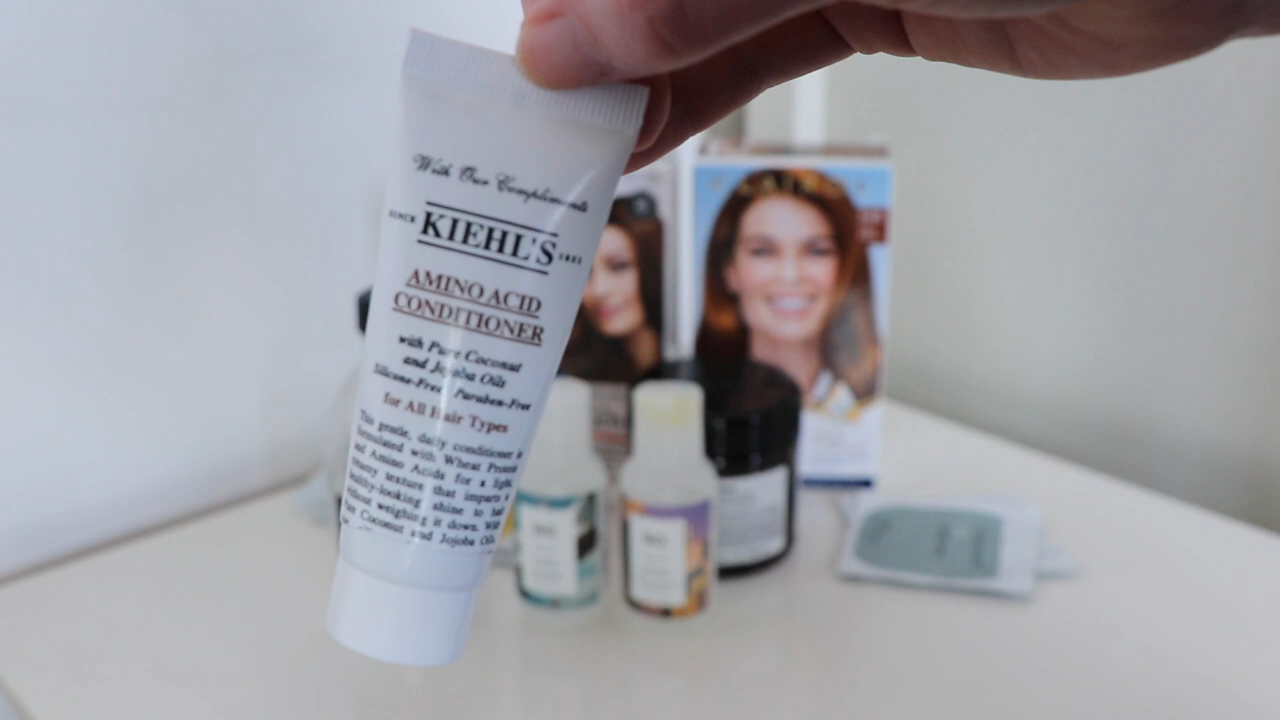 With Our Compliments
SINCE KIEHL'S 1851
AMINO ACID
CONDITIONER
with Pure Coconut
and Jojoba Oils
Silicone-Free, Paraben-Free
for All Hair Types
This gentle, daily conditioner is
formulated with Wheat Protein
and Amino Acids for a light,
creamy texture that imparts a
healthy-looking shine to hair
without weighing it down. With
Pure Coconut and Jojoba Oils.